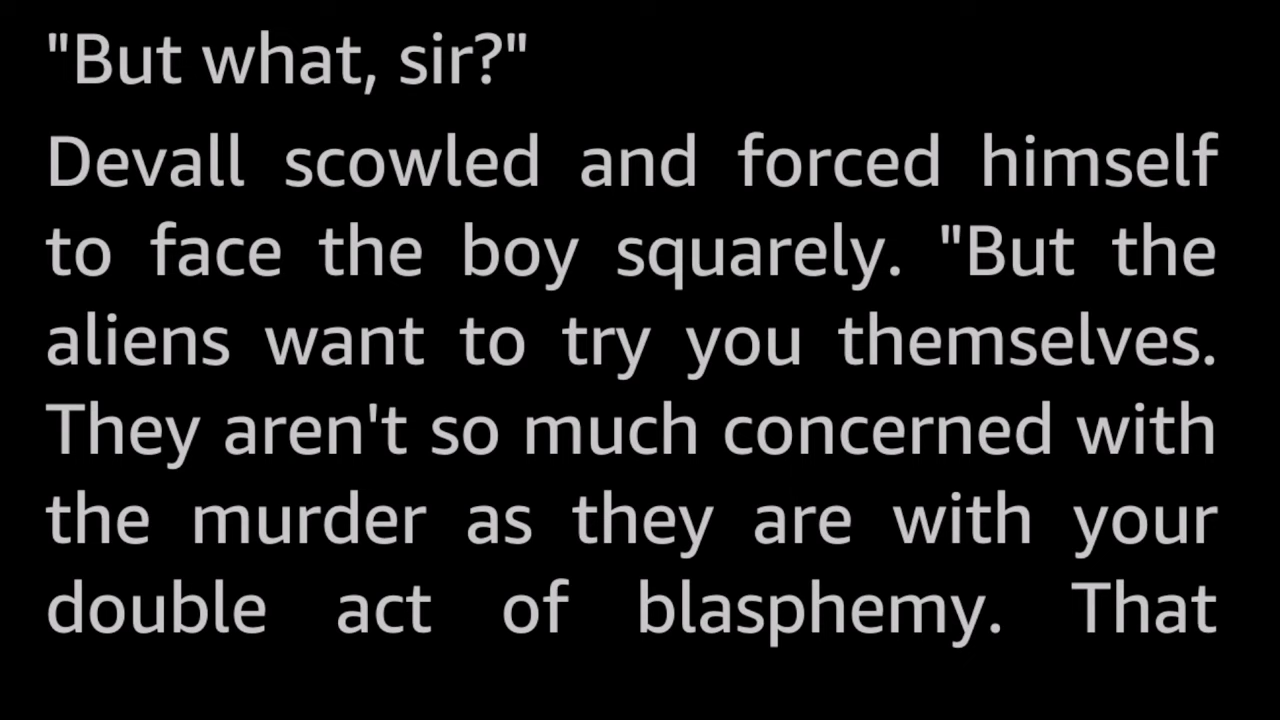 "But what, sir?"
Devall scowled and forced himself
to face the boy squarely. "But the
aliens want to try you themselves.
They aren't so much concerned with
the murder as they are with your
double act of blasphemy. That